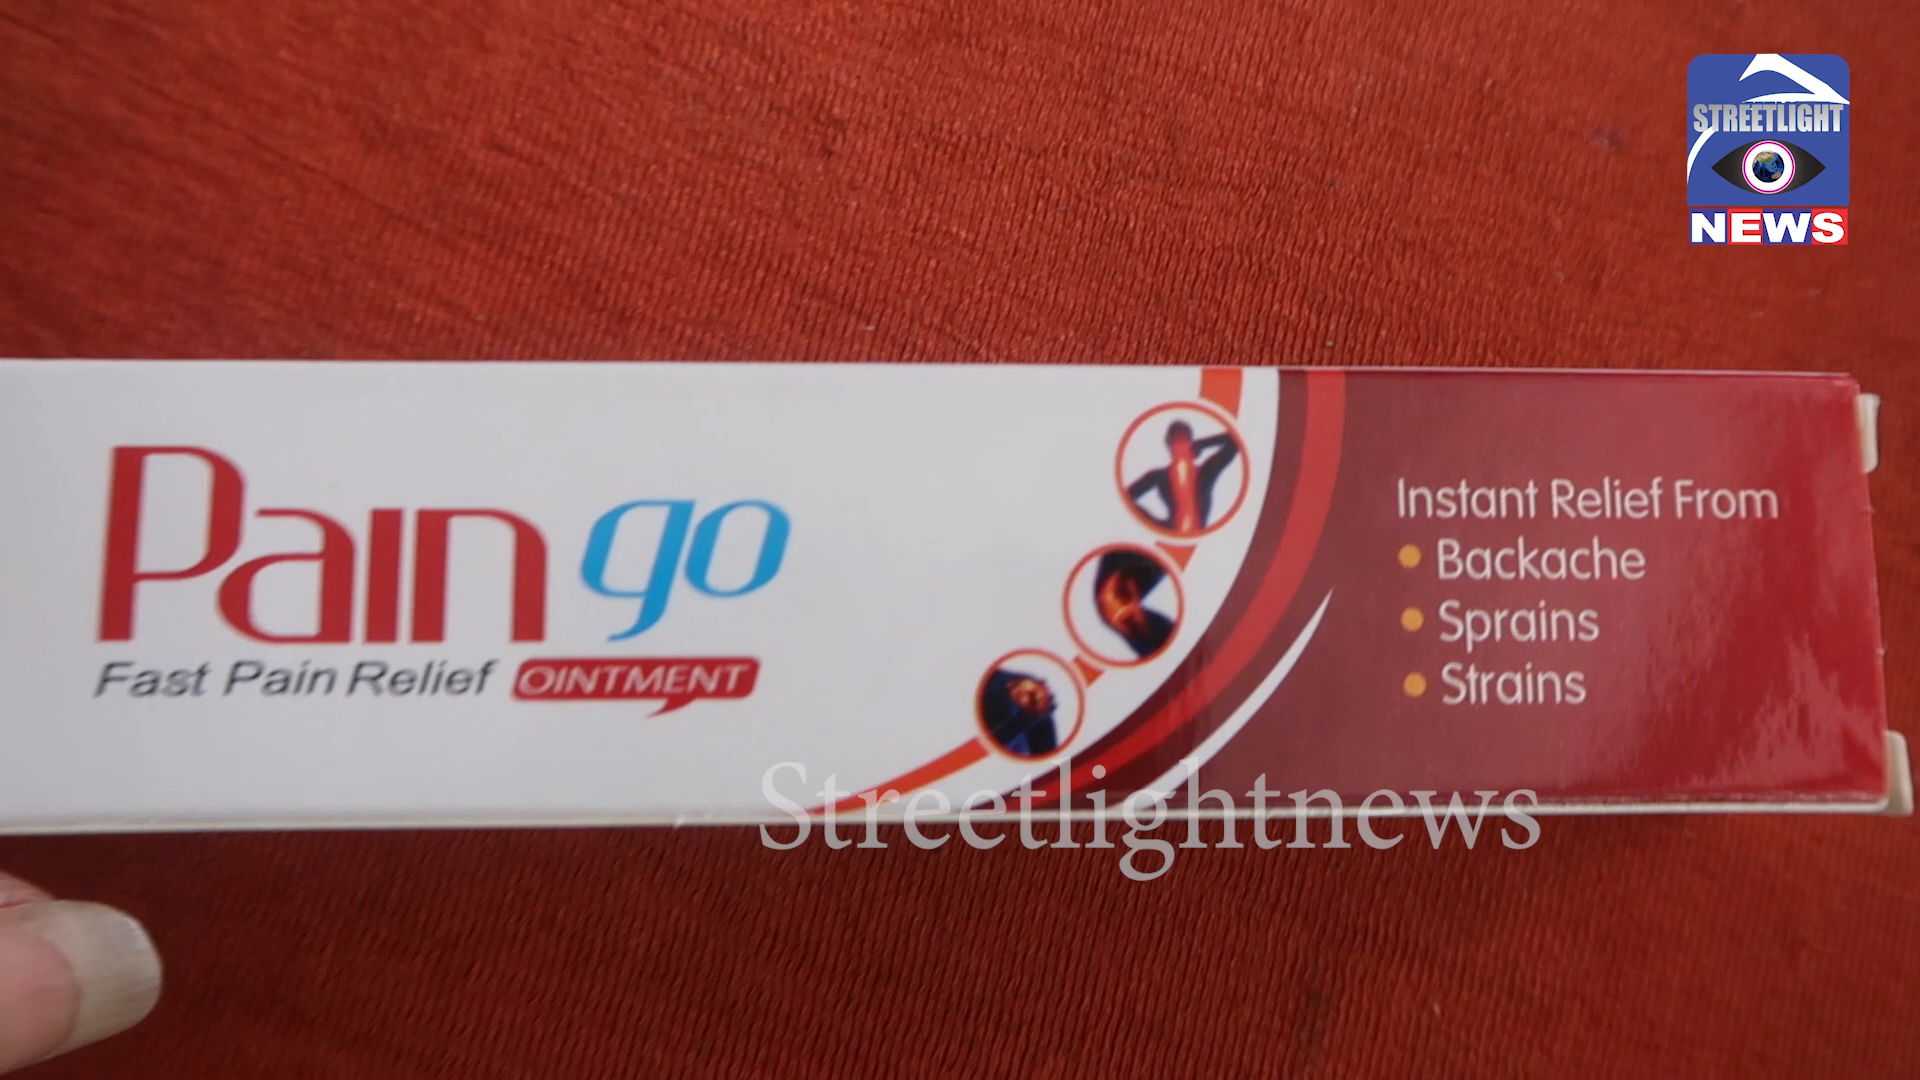 STREETLIGHT
NEWS
Pain go
Fast Pain Relief OINTMENT
Instant Relief From
• Backache
• Sprains
• Strains
Streetlightnews